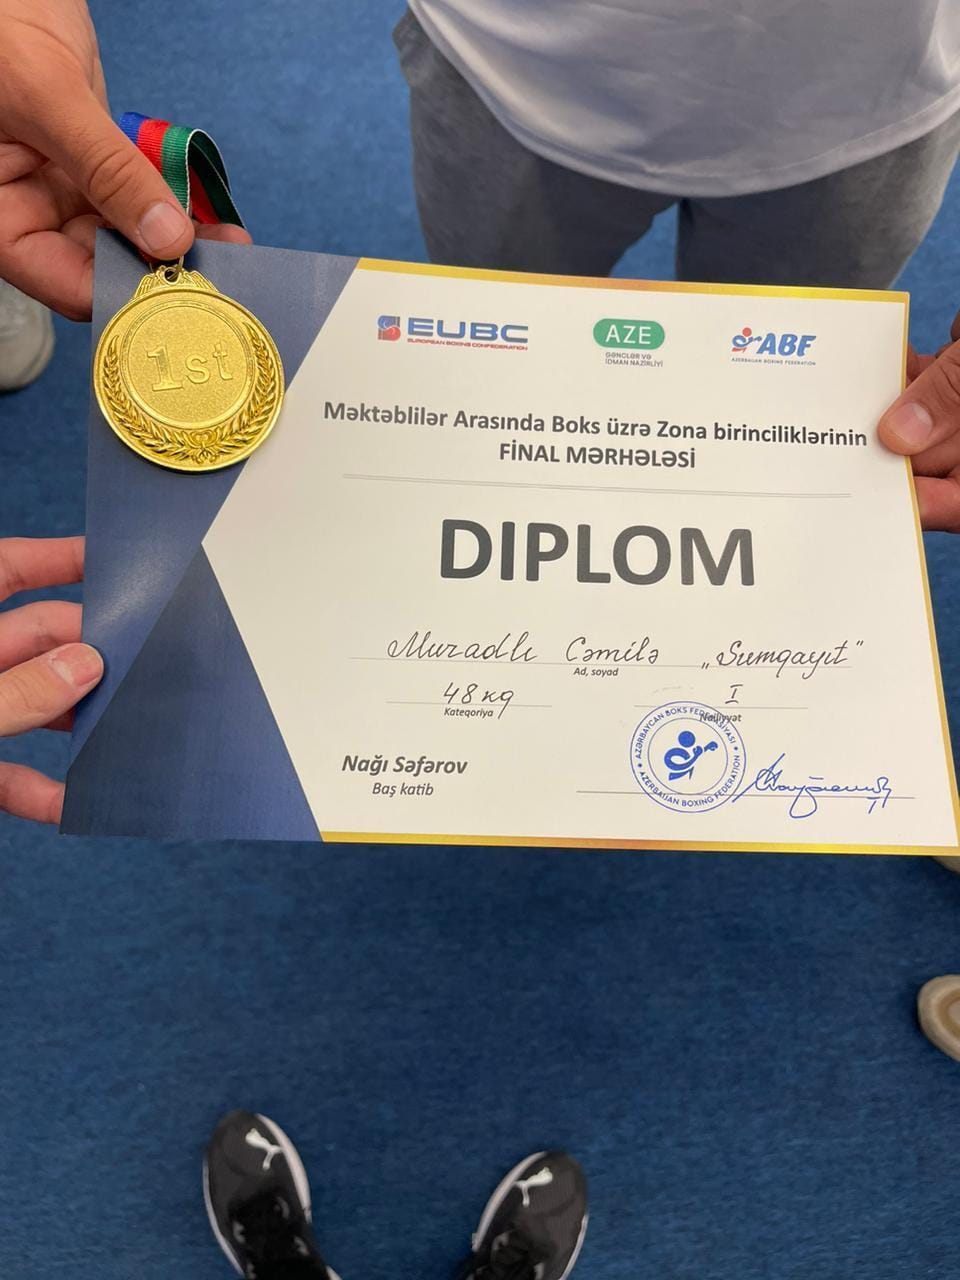 1st
EUBC
EUROPEAN BOXING CONFEDERATION
AZE
GƏNCLƏR VƏ
İDMAN NAZİRLİYİ
ABF
AZERBAIJAN BOXING FEDERATION
Məktəblilər Arasında Boks üzrə Zona birinciliklərinin
FİNAL MƏRHƏLƏSİ
DIPLOM
Muradlı Cəmilə „Sumqayıt"
Ad, soyad
48 кq I
Kateqoriya Nailiyyət
AZƏRBAYCAN BOKS FEDERASİYASI
AZERBAIJAN BOXING FEDERATION
Nağı Səfərov
Baş katib